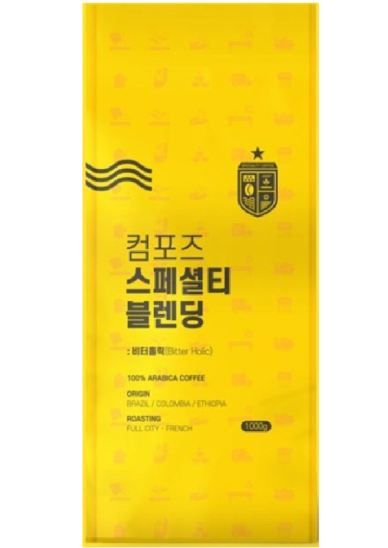 컴포즈
스페셜티
블렌딩
: 비터홀릭(Bitter Holic)
100% ARABICA COFFEE
ORIGIN
BRAZIL / COLOMBIA / ETHIOPIA
ROASTING
FULL CITY - FRENCH
1000g